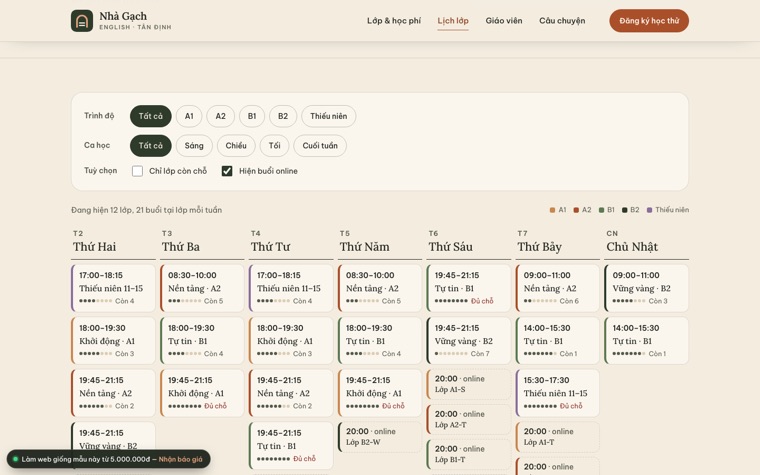 Nhà Gạch
ENGLISH · TÂN ĐỊNH
Lớp & học phí
Lịch lớp
Giáo viên
Câu chuyện
Đăng ký học thử
Trình độ
Tất cả
A1
A2
B1
B2
Thiếu niên
Ca học
Tất cả
Sáng
Chiều
Tối
Cuối tuần
Tuỳ chọn
Chỉ lớp còn chỗ
Hiện buổi online
Đang hiện 12 lớp, 21 buổi tại lớp mỗi tuần
A1
A2
B1
B2
Thiếu niên
T2
Thứ Hai
17:00–18:15
Thiếu niên 11–15
Còn 4
18:00–19:30
Khởi động · A1
Còn 3
19:45–21:15
Nền tảng · A2
Còn 2
19:45–21:15
Vững vàng · B2
T3
Thứ Ba
08:30–10:00
Nền tảng · A2
Còn 5
18:00–19:30
Tự tin · B1
Còn 4
19:45–21:15
Khởi động · A1
Đủ chỗ
T4
Thứ Tư
17:00–18:15
Thiếu niên 11–15
Còn 4
18:00–19:30
Khởi động · A1
Còn 3
19:45–21:15
Nền tảng · A2
Còn 2
19:45–21:15
Tự tin · B1
Đủ chỗ
T5
Thứ Năm
08:30–10:00
Nền tảng · A2
Còn 5
18:00–19:30
Tự tin · B1
Còn 4
19:45–21:15
Khởi động · A1
Đủ chỗ
20:00 · online
Lớp B2-W
T6
Thứ Sáu
19:45–21:15
Tự tin · B1
Đủ chỗ
19:45–21:15
Vững vàng · B2
Còn 7
20:00 · online
Lớp A1-S
20:00 · online
Lớp A2-T
20:00 · online
Lớp B1-T
T7
Thứ Bảy
09:00–11:00
Nền tảng · A2
Còn 6
14:00–15:30
Tự tin · B1
Còn 1
15:30–17:30
Thiếu niên 11–15
Đủ chỗ
20:00 · online
Lớp A1-T
20:00 · online
CN
Chủ Nhật
09:00–11:00
Vững vàng · B2
Còn 3
14:00–15:30
Tự tin · B1
Còn 1
Làm web giống mẫu này từ 5.000.000đ — Nhận báo giá